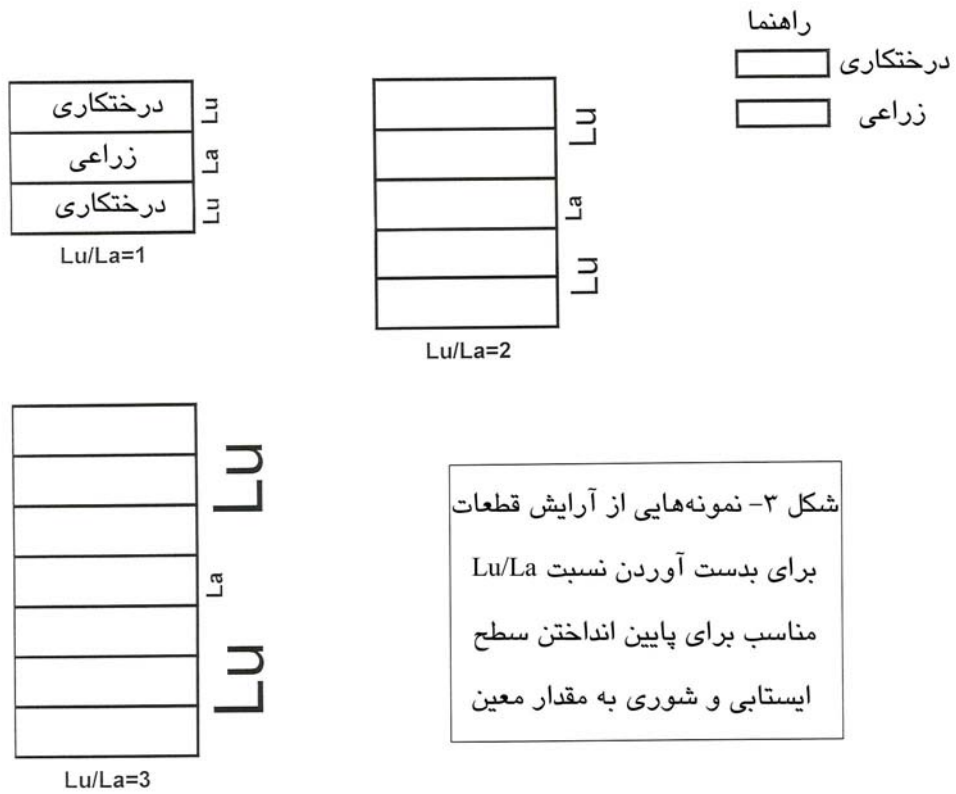 راهنما
درختکاری
زراعی
درختکاری
Lu
زراعی
La
درختکاری
Lu
Lu/La=1
Lu
La
Lu
Lu/La=2
Lu
La
Lu
Lu/La=3
شکل ۳- نمونه‌هایی از آرایش قطعات
برای بدست آوردن نسبت Lu/La
مناسب برای پایین انداختن سطح
ایستابی و شوری به مقدار معین